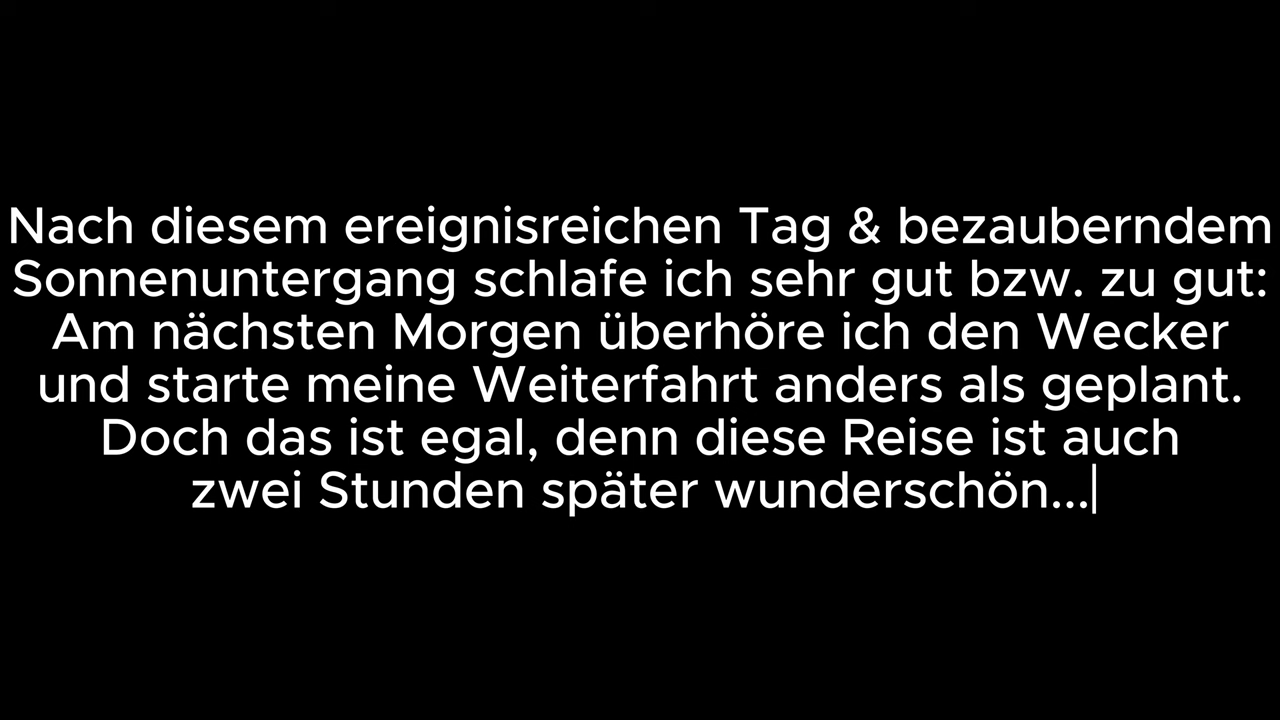 Nach diesem ereignisreichen Tag & bezauberndem
Sonnenuntergang schlafe ich sehr gut bzw. zu gut:
Am nächsten Morgen überhöre ich den Wecker
und starte meine Weiterfahrt anders als geplant.
Doch das ist egal, denn diese Reise ist auch
zwei Stunden später wunderschön...|